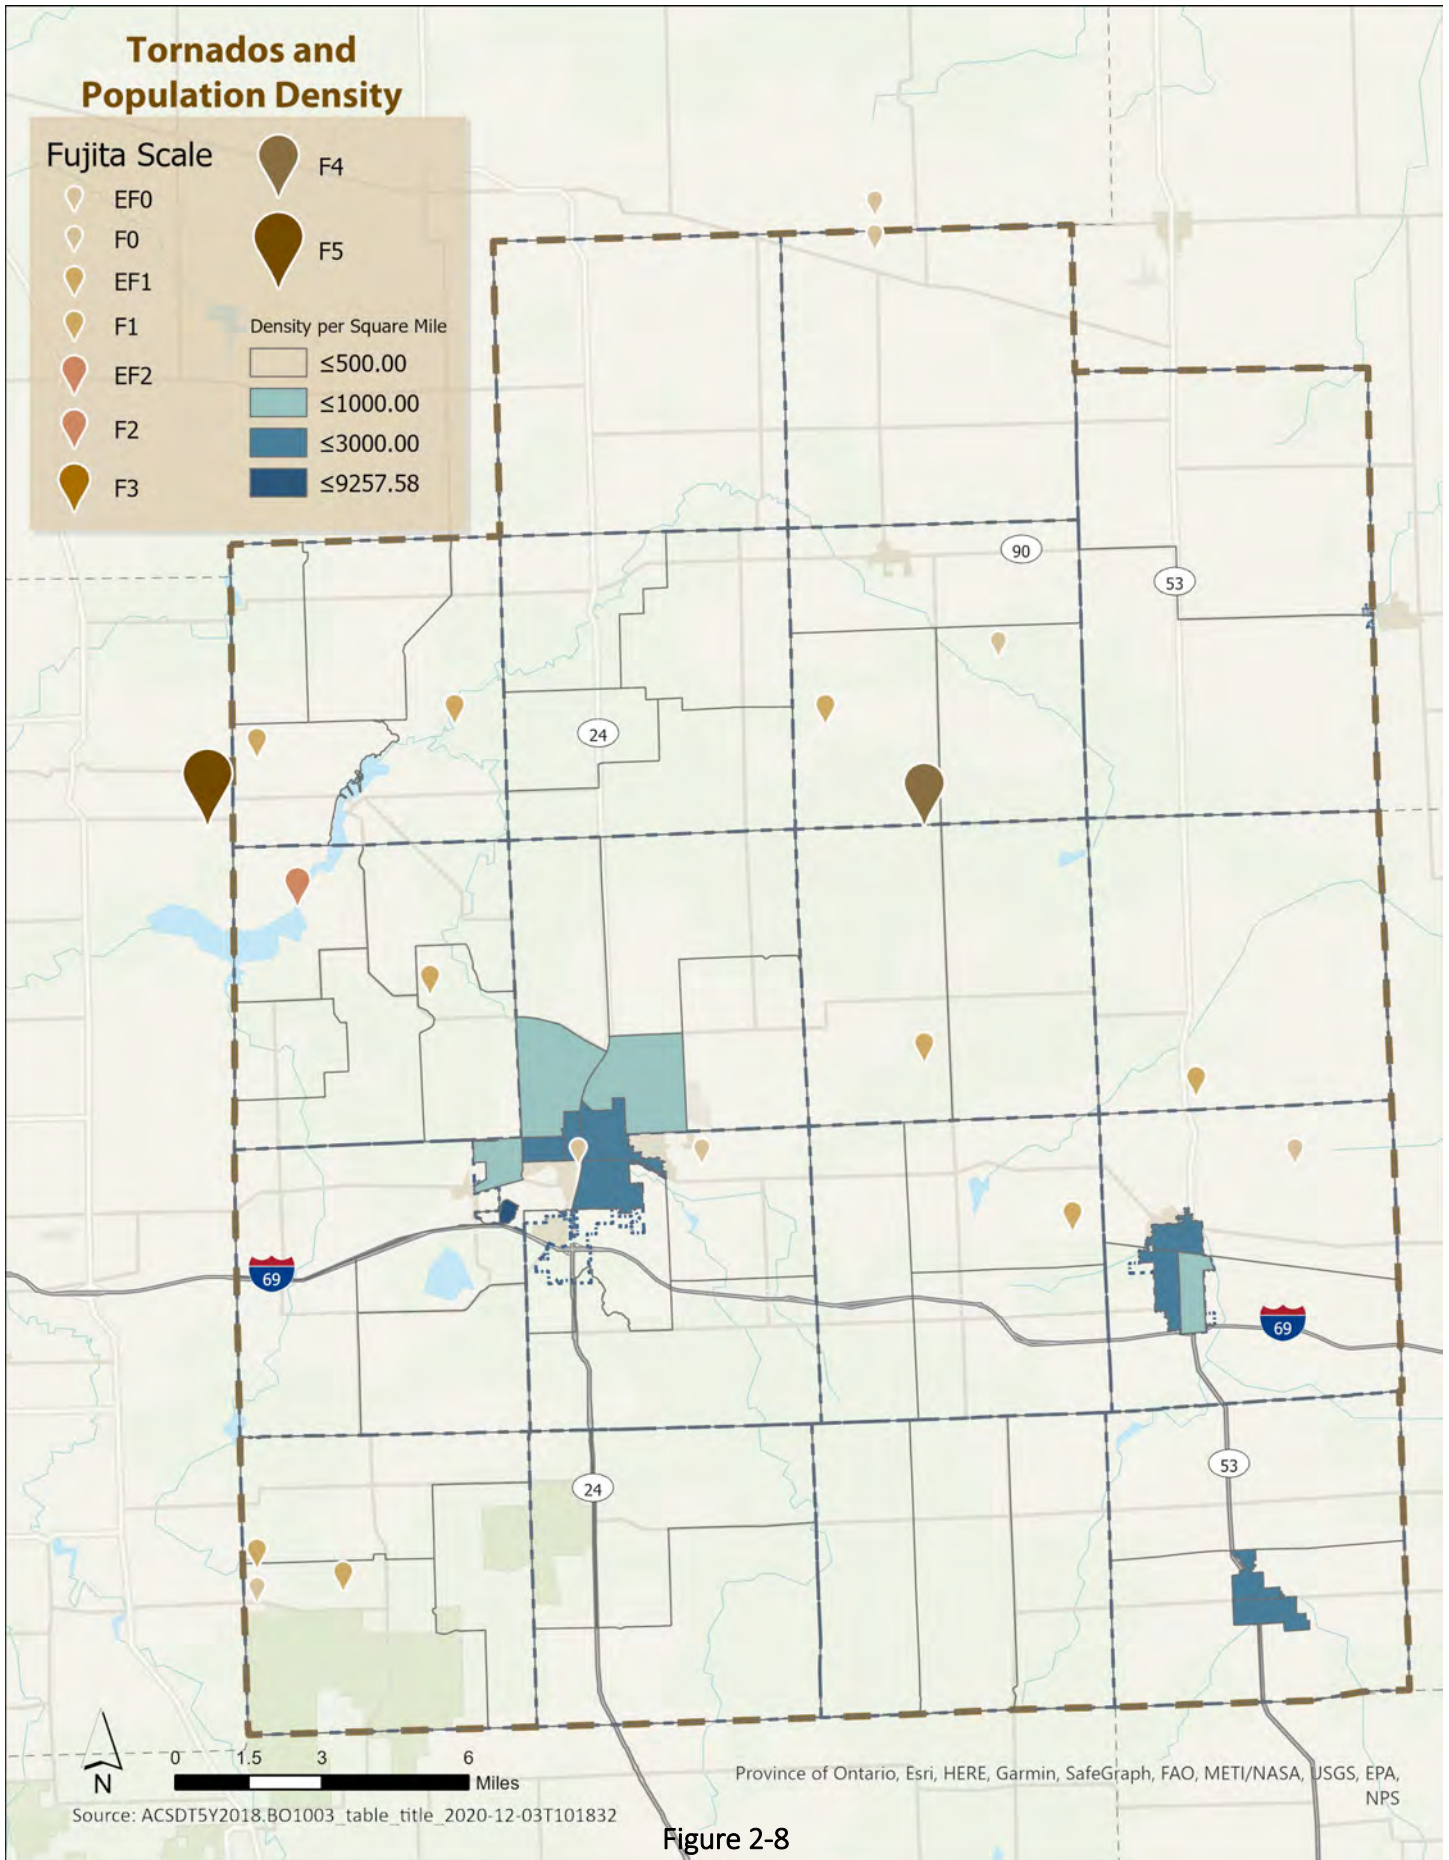 Tornados and
Population Density
Fujita Scale
EF0
F0
EF1
F1
EF2
F2
F3
F4
F5
Density per Square Mile
≤500.00
≤1000.00
≤3000.00
≤9257.58
90
53
24
69
69
53
24
N
0 1.5 3 6
Miles
Province of Ontario, Esri, HERE, Garmin, SafeGraph, FAO, METI/NASA, USGS, EPA,
NPS
Source: ACSDT5Y2018.BO1003_table_title_2020-12-03T101832
Figure 2-8